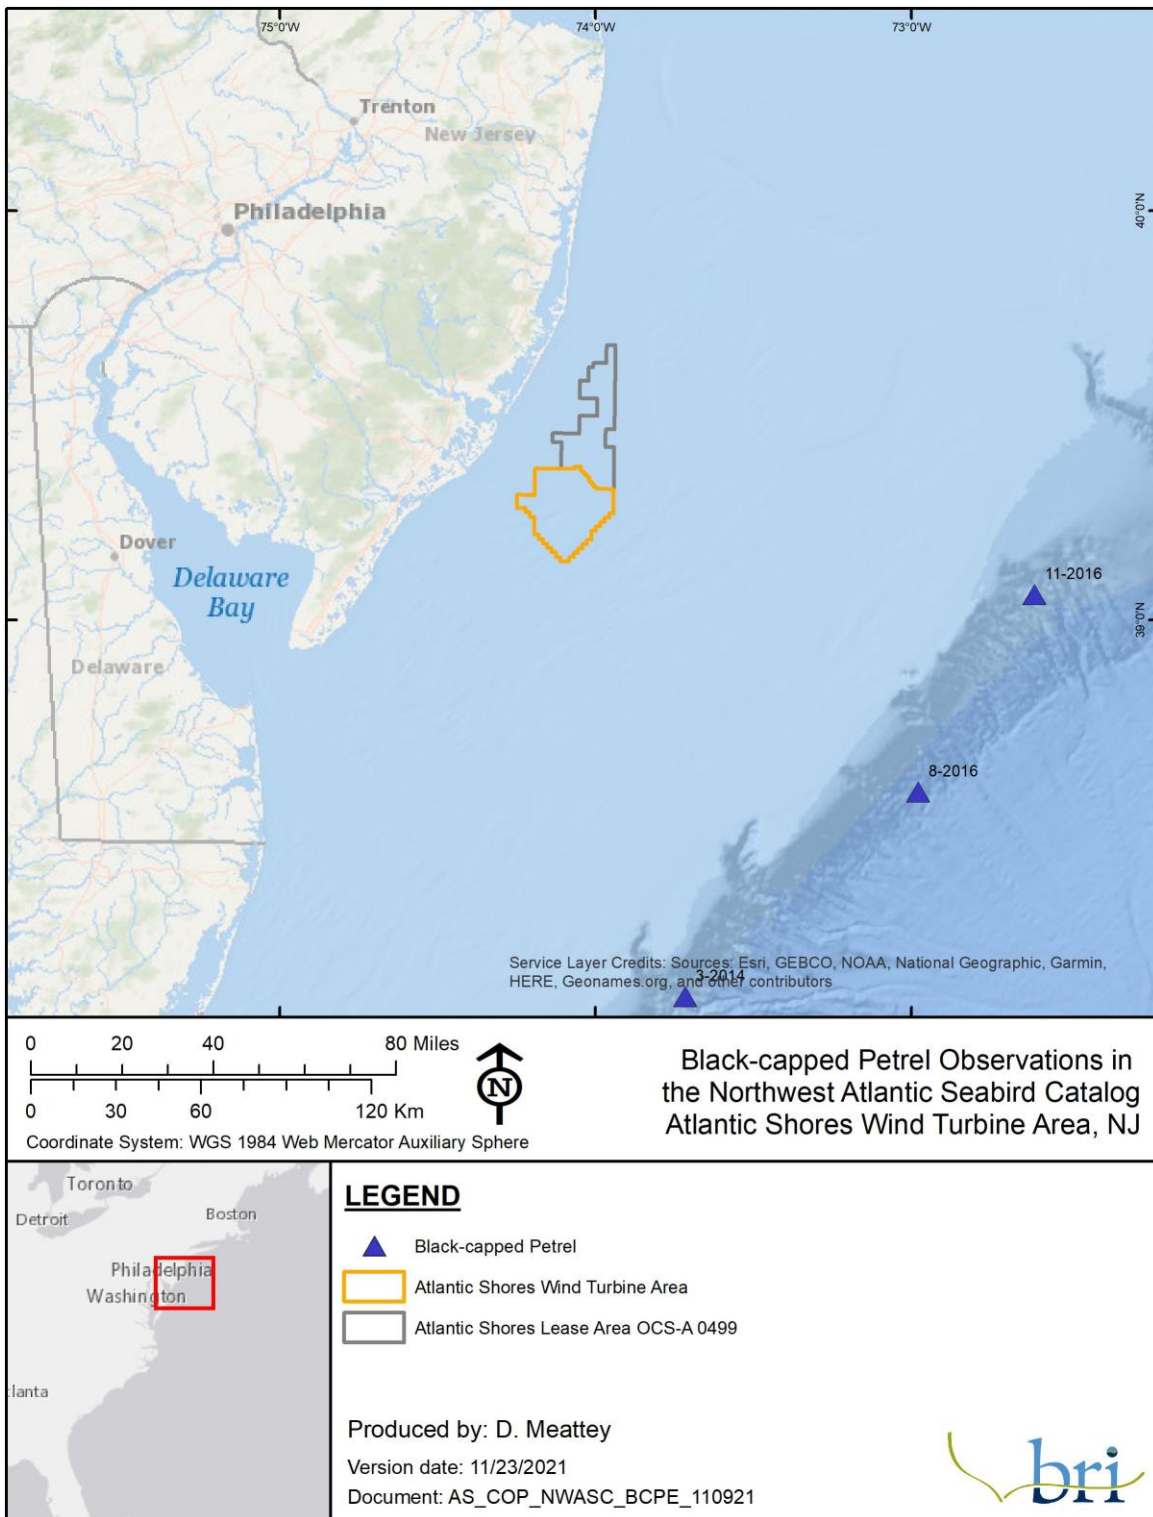 75°0'W
74°0'W
73°0'W
Trenton
New Jersey
Philadelphia
40°0'N
Dover
Delaware
Bay
11-2016
39°0'N
Delaware
8-2016
Service Layer Credits: Sources: Esri, GEBCO, NOAA, National Geographic, Garmin,
HERE, Geonames.org, and other contributors
3-2014
0 20 40 80 Miles
0 30 60 120 Km
N
Coordinate System: WGS 1984 Web Mercator Auxiliary Sphere
Black-capped Petrel Observations in
the Northwest Atlantic Seabird Catalog
Atlantic Shores Wind Turbine Area, NJ
Toronto
Detroit
Boston
Philadelphia
Washington
tlanta
LEGEND
Black-capped Petrel
Atlantic Shores Wind Turbine Area
Atlantic Shores Lease Area OCS-A 0499
Produced by: D. Meattey
Version date: 11/23/2021
Document: AS_COP_NWASC_BCPE_110921
bri